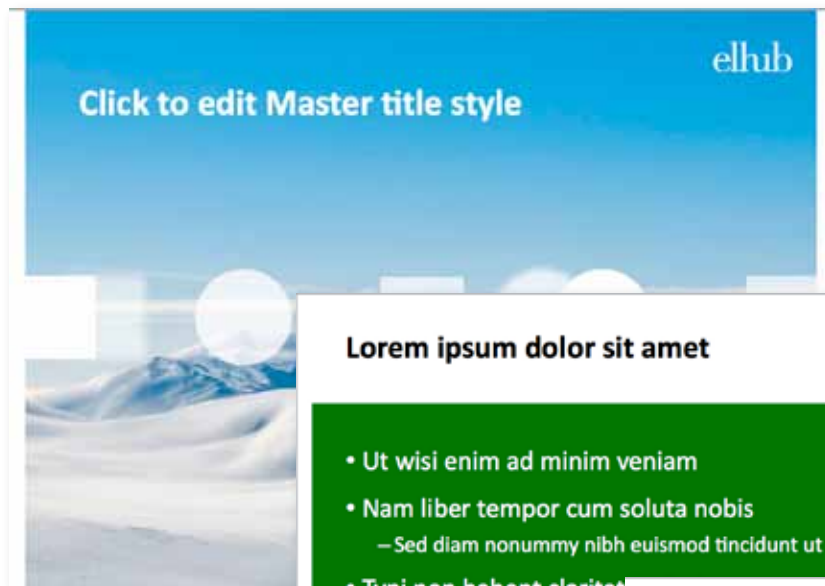 elhub
Click to edit Master title style
Lorem ipsum dolor sit amet
• Ut wisi enim ad minim veniam
• Nam liber tempor cum soluta nobis
– Sed diam nonummy nibh euismod tincidunt ut